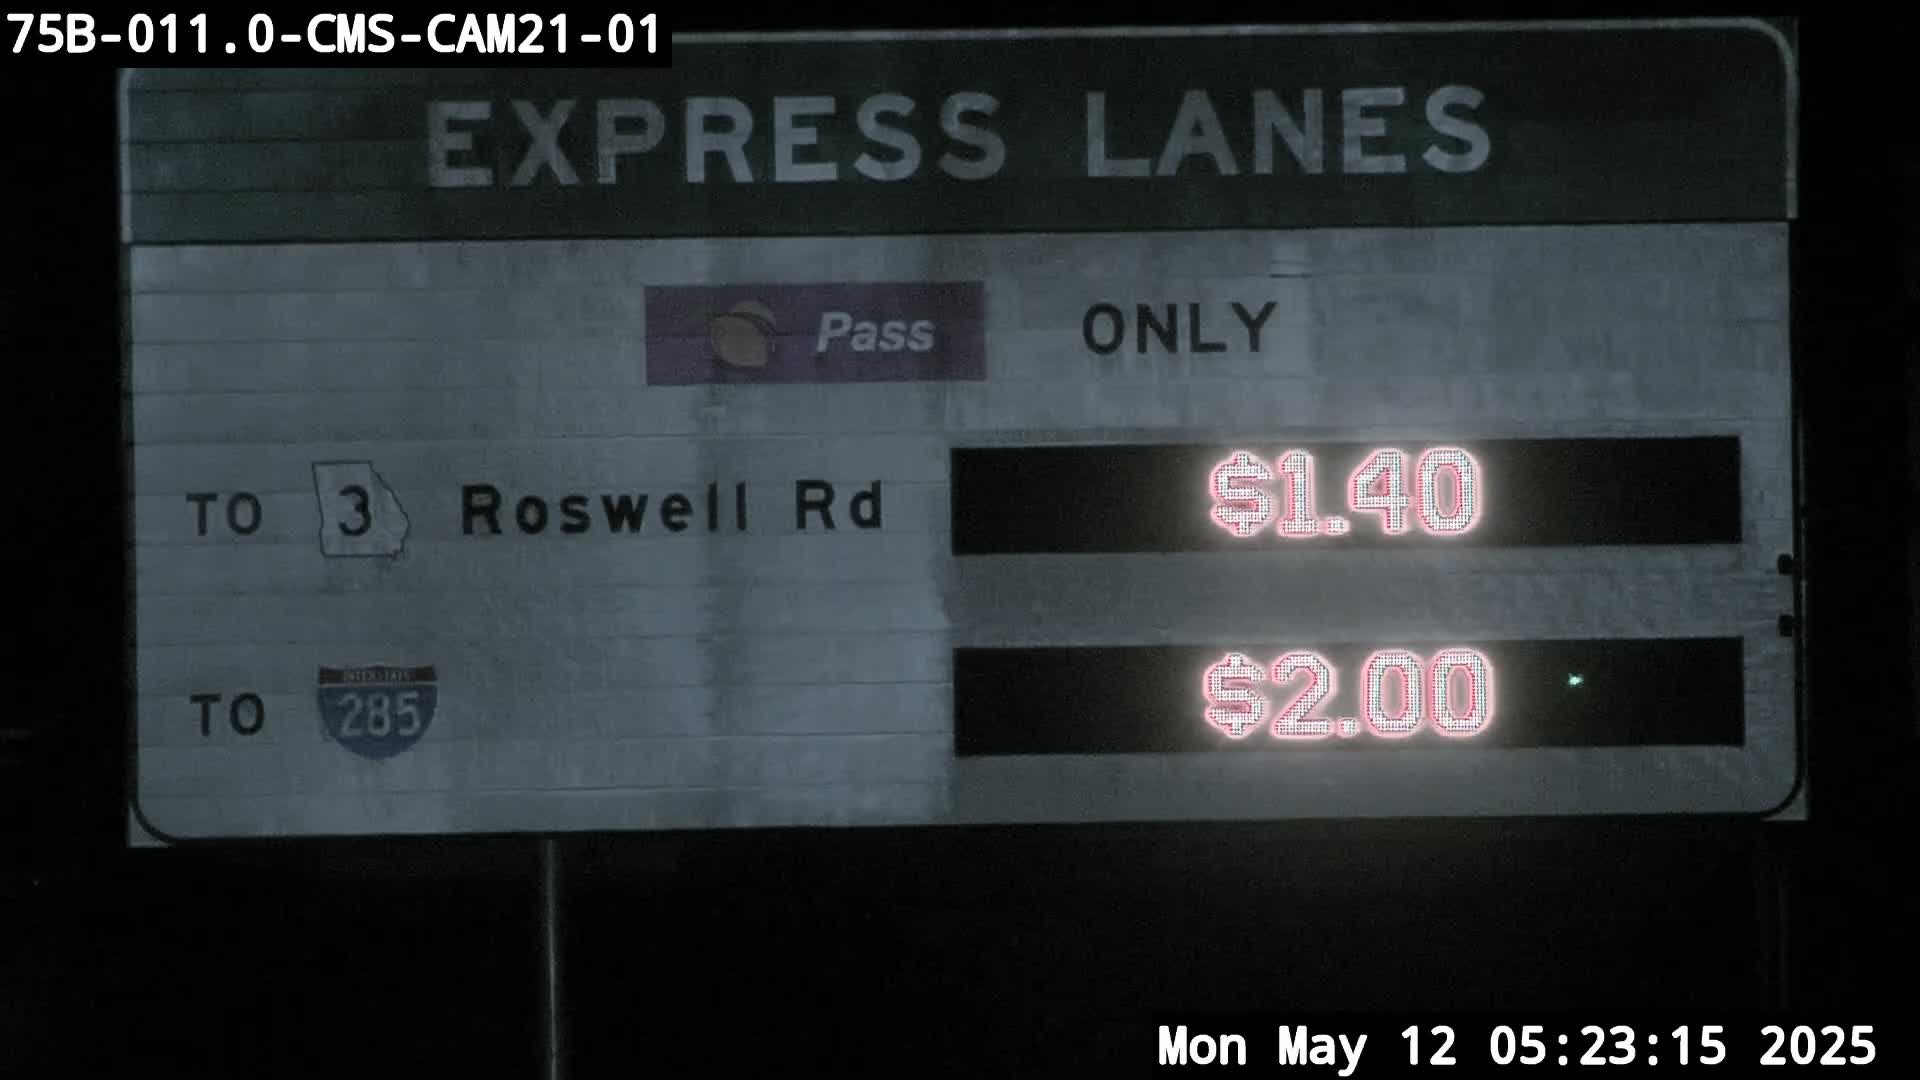 75B-011.0-CMS-CAM21-01
EXPRESS LANES
Pass ONLY
TO 3 Roswell Rd $1.40
INTERSTATE
TO 285 $2.00
Mon May 12 05:23:15 2025